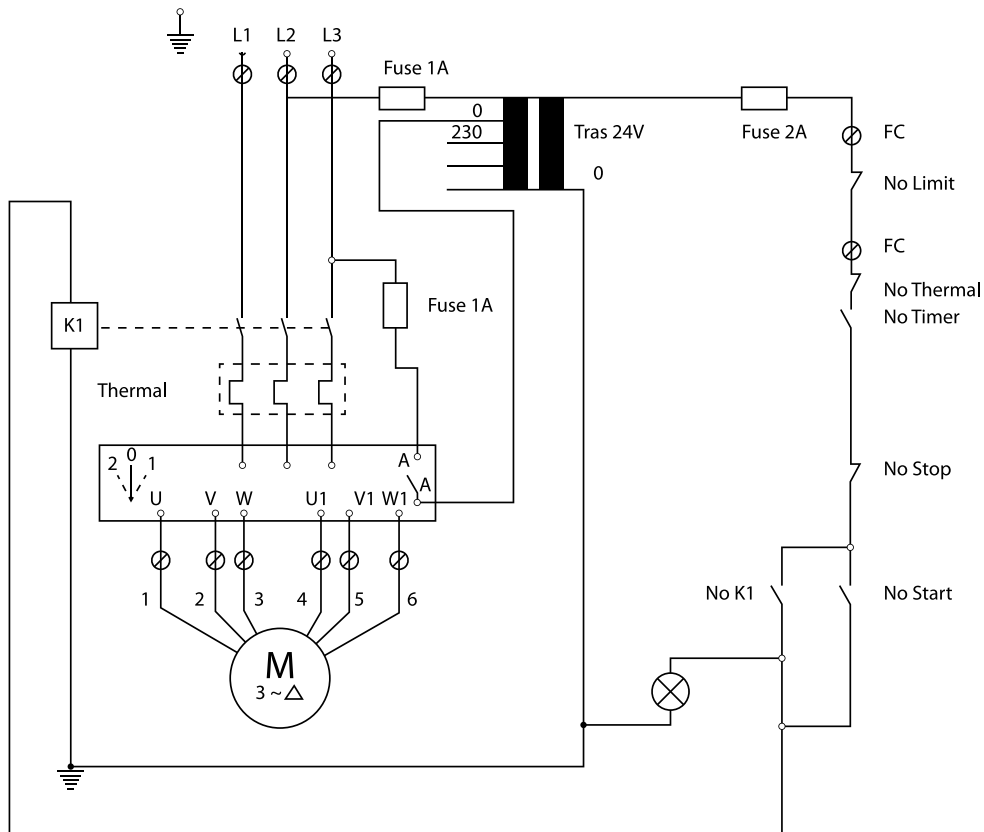 L1 L2 L3
Fuse 1A
0
230
Tras 24V
0
Fuse 2A
FC
No Limit
FC
No Thermal
No Timer
Fuse 1A
K1
Thermal
2 0 1
A
A
U V W U1 V1 W1
No Stop
1 2 3 4 5 6
No K1
No Start
M
3 ~ △